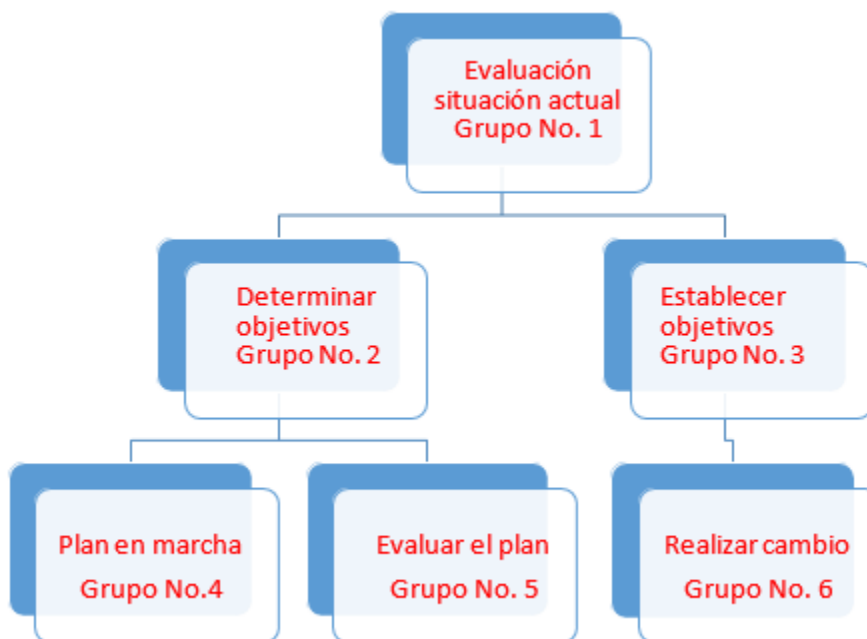 Evaluación
situación actual
Grupo No. 1
Determinar
objetivos
Grupo No. 2
Establecer
objetivos
Grupo No. 3
Plan en marcha
Grupo No.4
Evaluar el plan
Grupo No. 5
Realizar cambio
Grupo No. 6